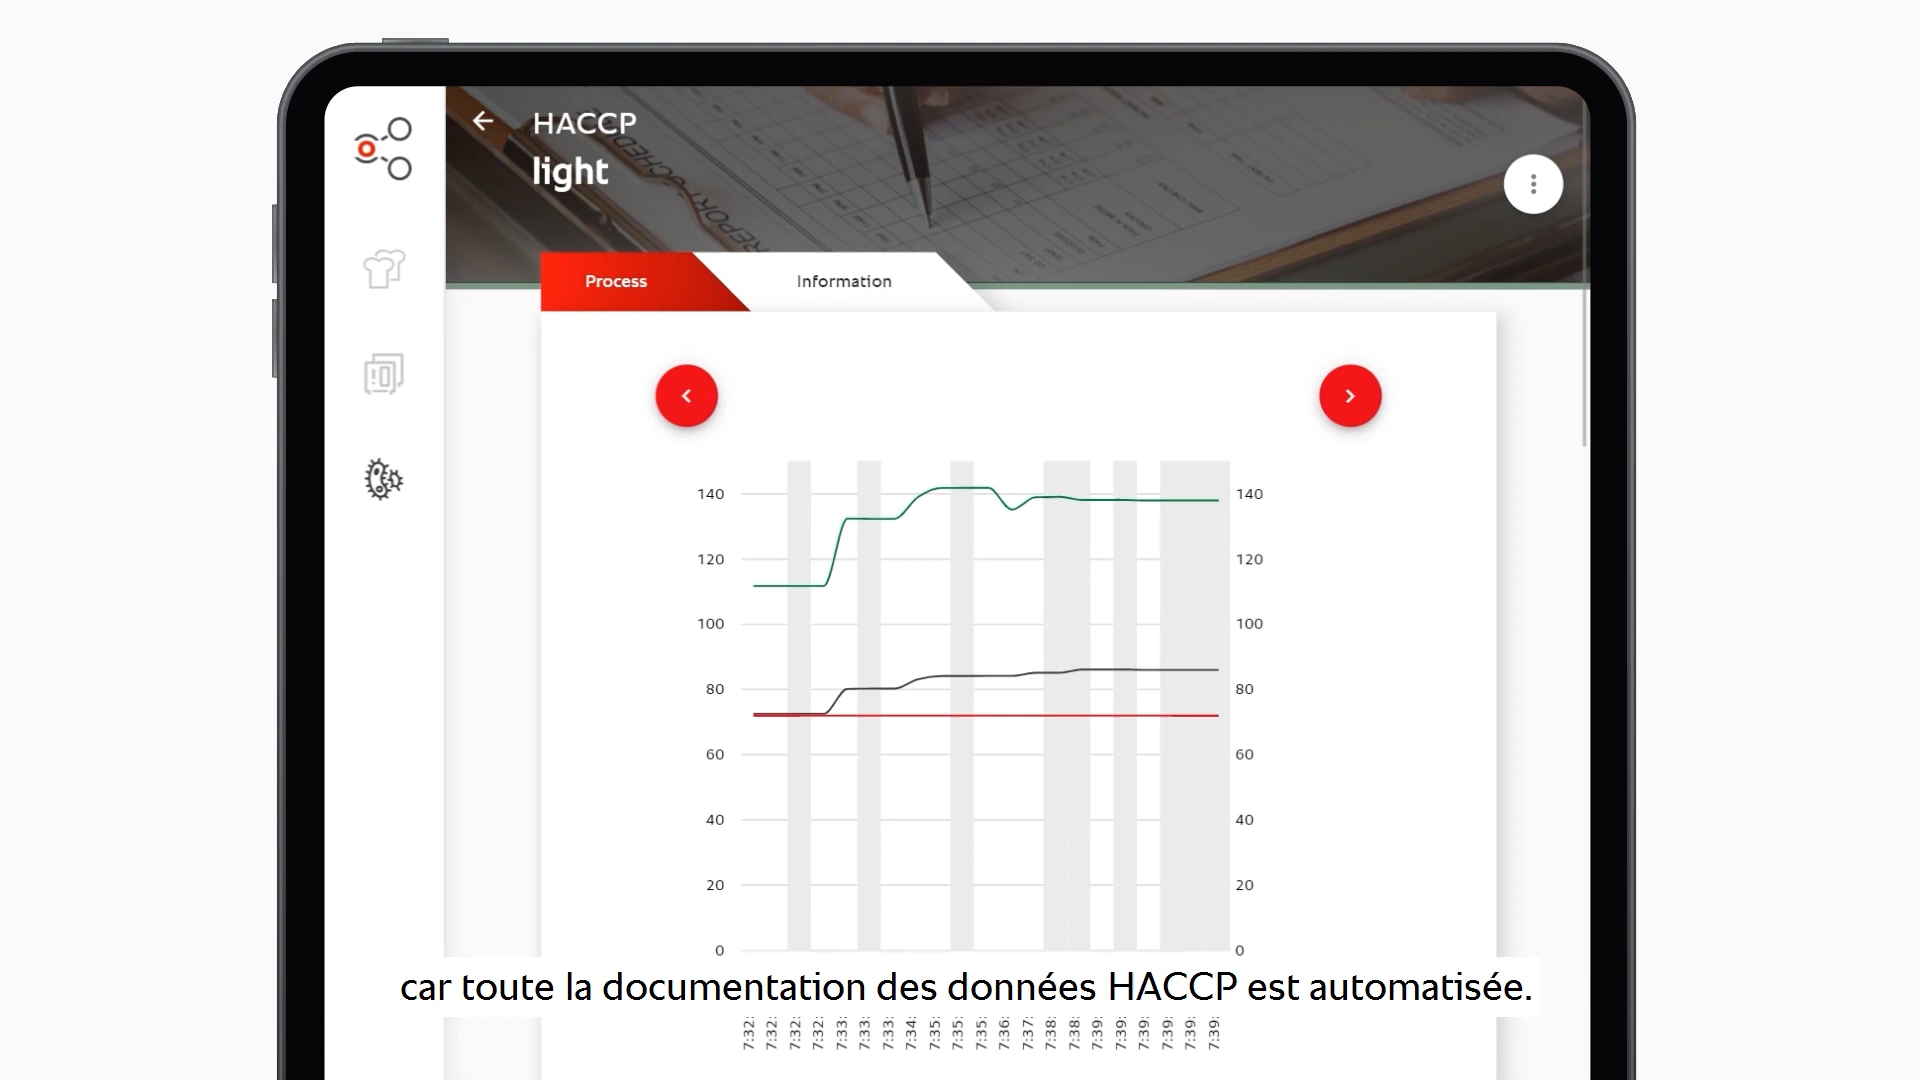 HACCP
light
REPORT SCHEDU
Process
Information
140
120
100
80
60
40
20
0
140
120
100
80
60
40
20
0
car toute la documentation des données HACCP est automatisée.
7:32: 7:32: 7:32: 7:32: 7:33: 7:33: 7:33: 7:34: 7:35: 7:35: 7:35: 7:36: 7:37: 7:38: 7:38: 7:39: 7:39: 7:39: 7:39: 7:39: 7:39: